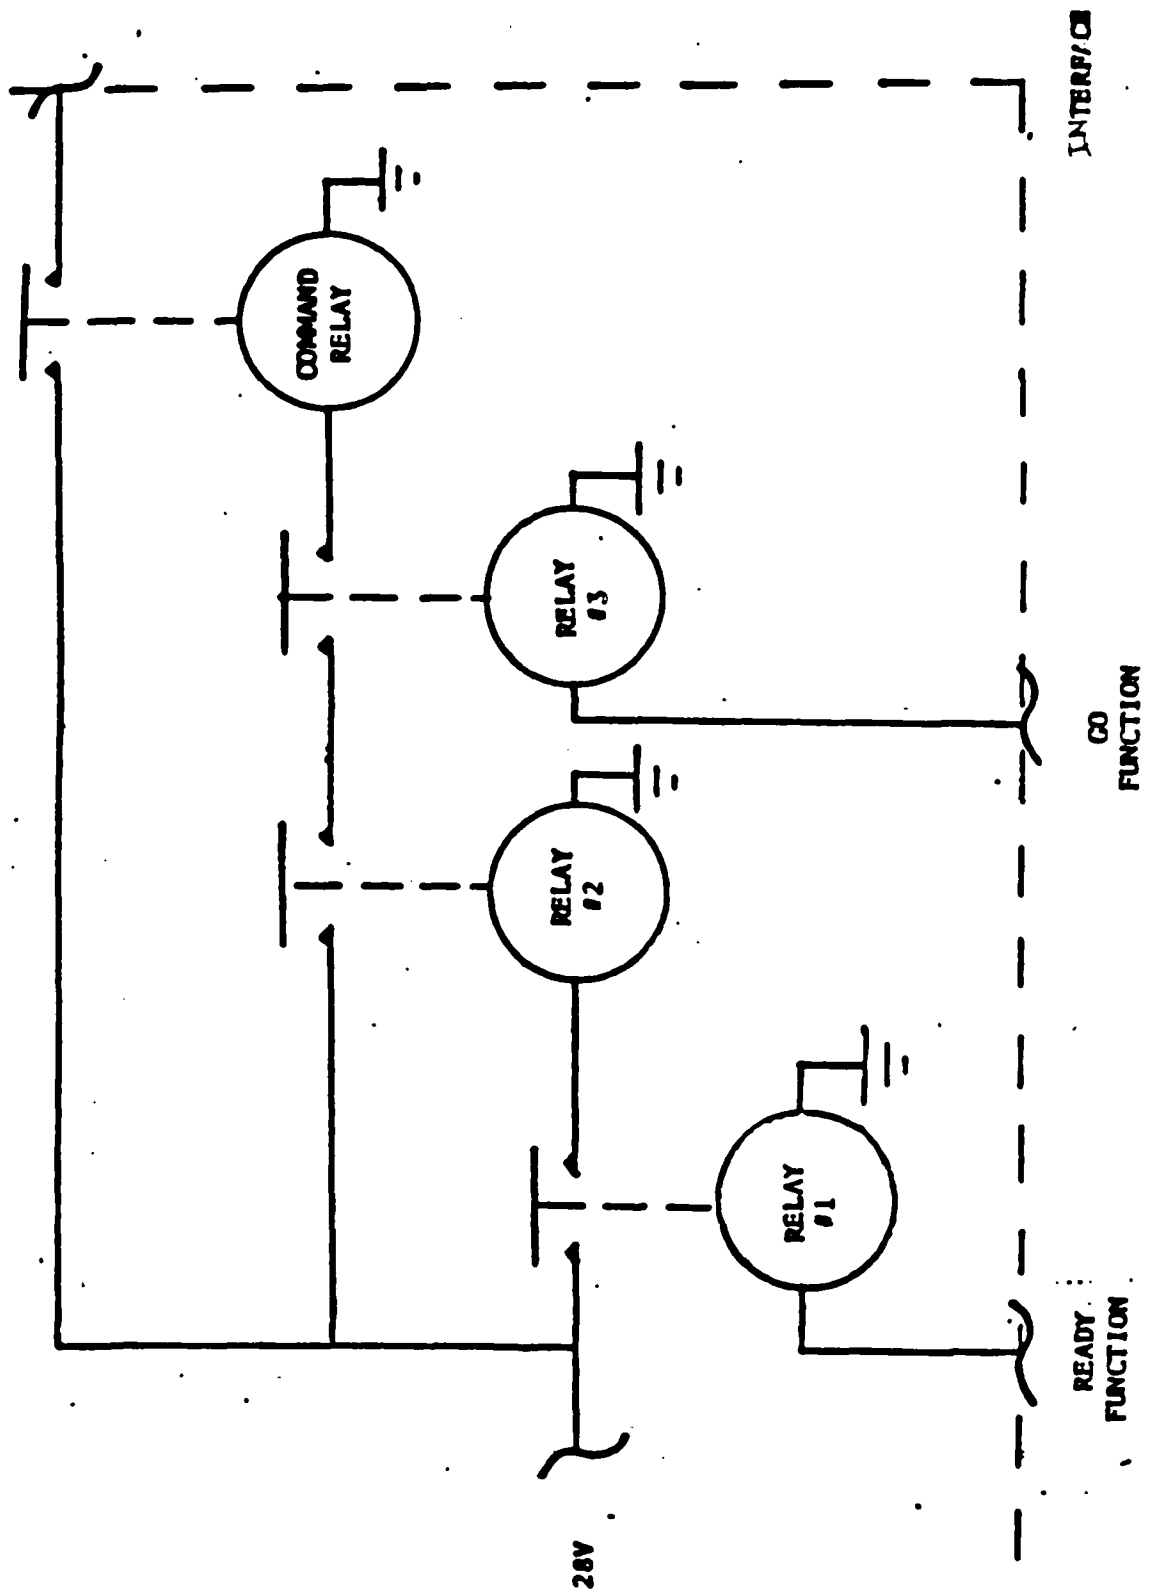 COMMAND
RELAY
RELAY
#3
RELAY
#2
RELAY
#1
28V
READY
FUNCTION
GO
FUNCTION
INTERFACE